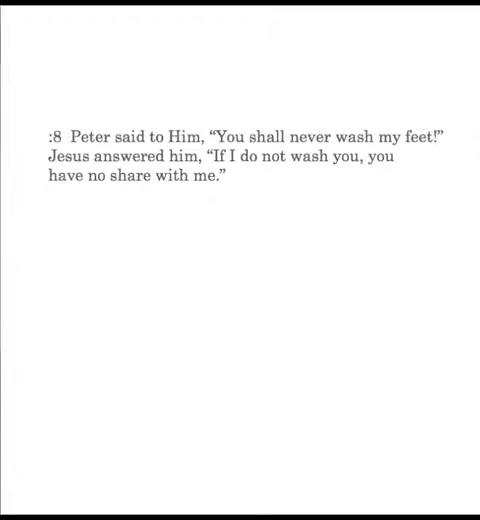 :8 Peter said to Him, “You shall never wash my feet!”
Jesus answered him, “If I do not wash you, you
have no share with me.”